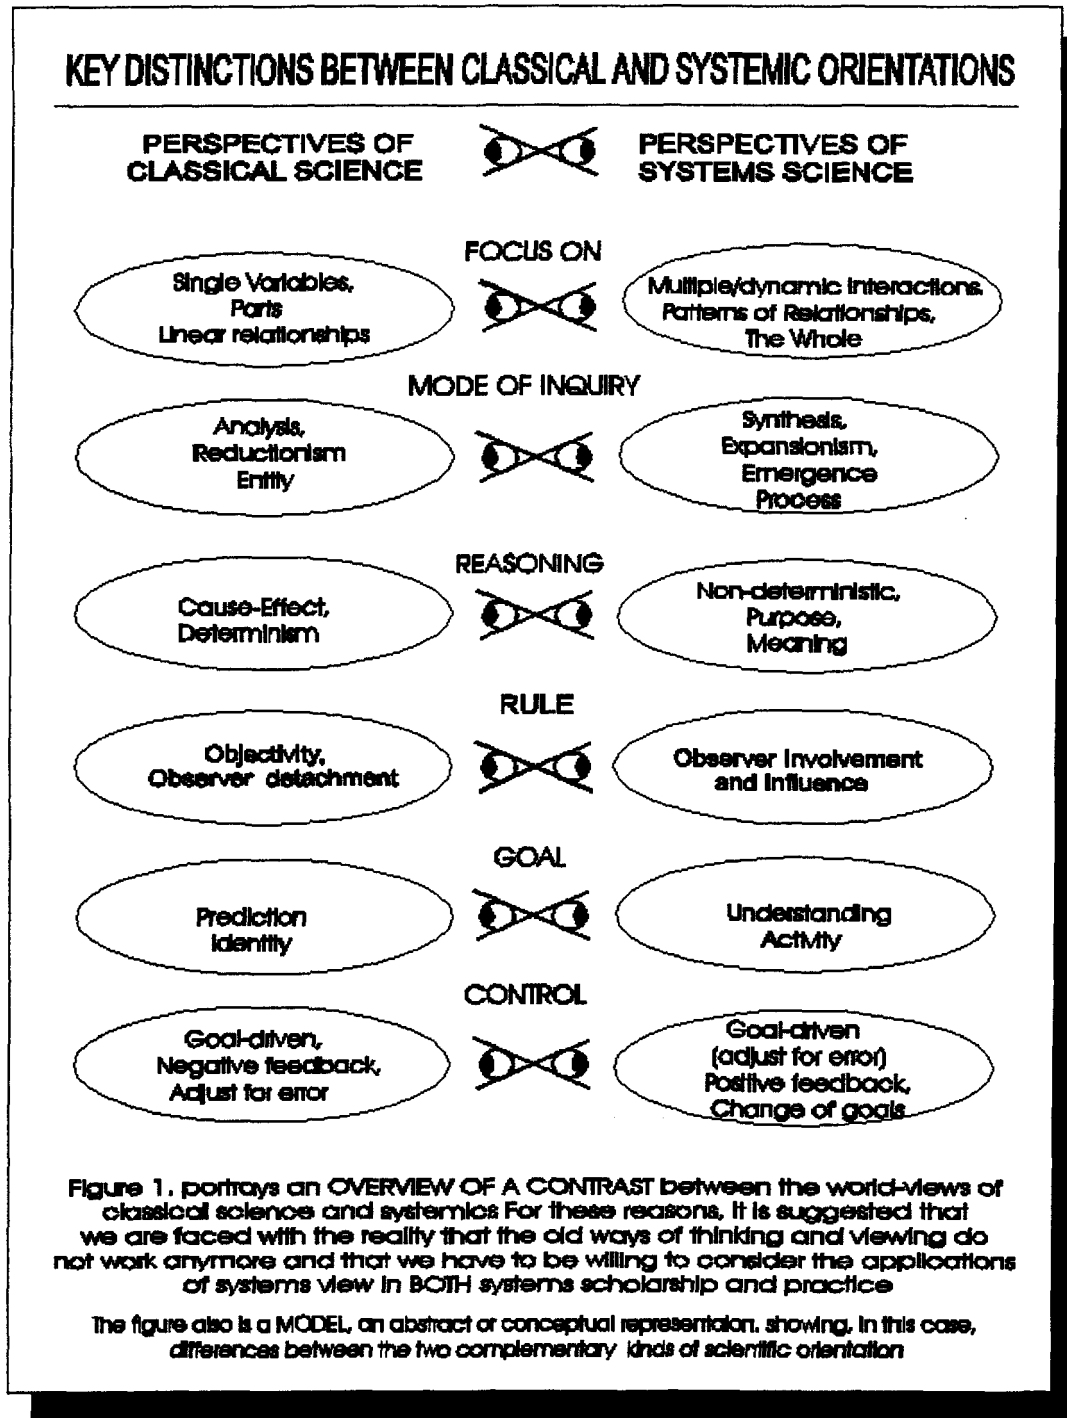 KEY DISTINCTIONS BETWEEN CLASSICAL AND SYSTEMIC ORIENTATIONS
PERSPECTIVES OF
CLASSICAL SCIENCE
PERSPECTIVES OF
SYSTEMS SCIENCE
FOCUS ON
Single Variables,
Parts
Linear relationships
Multiple/dynamic interactions.
Patterns of Relationships,
The Whole
MODE OF INQUIRY
Analysis,
Reductionism
Entity
Synthesis,
Expansionism,
Emergence
Process
REASONING
Cause-Effect,
Determinism
Non-deterministic,
Purpose,
Meaning
RULE
Objectivity,
Observer detachment
Observer Involvement
and Influence
GOAL
Prediction
Identity
Understanding
Activity
CONTROL
Goal-driven,
Negative feedback,
Adjust for error
Goal-driven
(adjust for error)
Positive feedback,
Change of goals
Figure 1. portrays an OVERVIEW OF A CONTRAST between the world-views of
classical science and systemics For these reasons, it is suggested that
we are faced with the reality that the old ways of thinking and viewing do
not work anymore and that we have to be willing to consider the applications
of systems view in BOTH systems scholarship and practice
The figure also is a MODEL, an abstract or conceptual representaion. showing, in this case,
differences between the two complementary kinds of scientific orientation